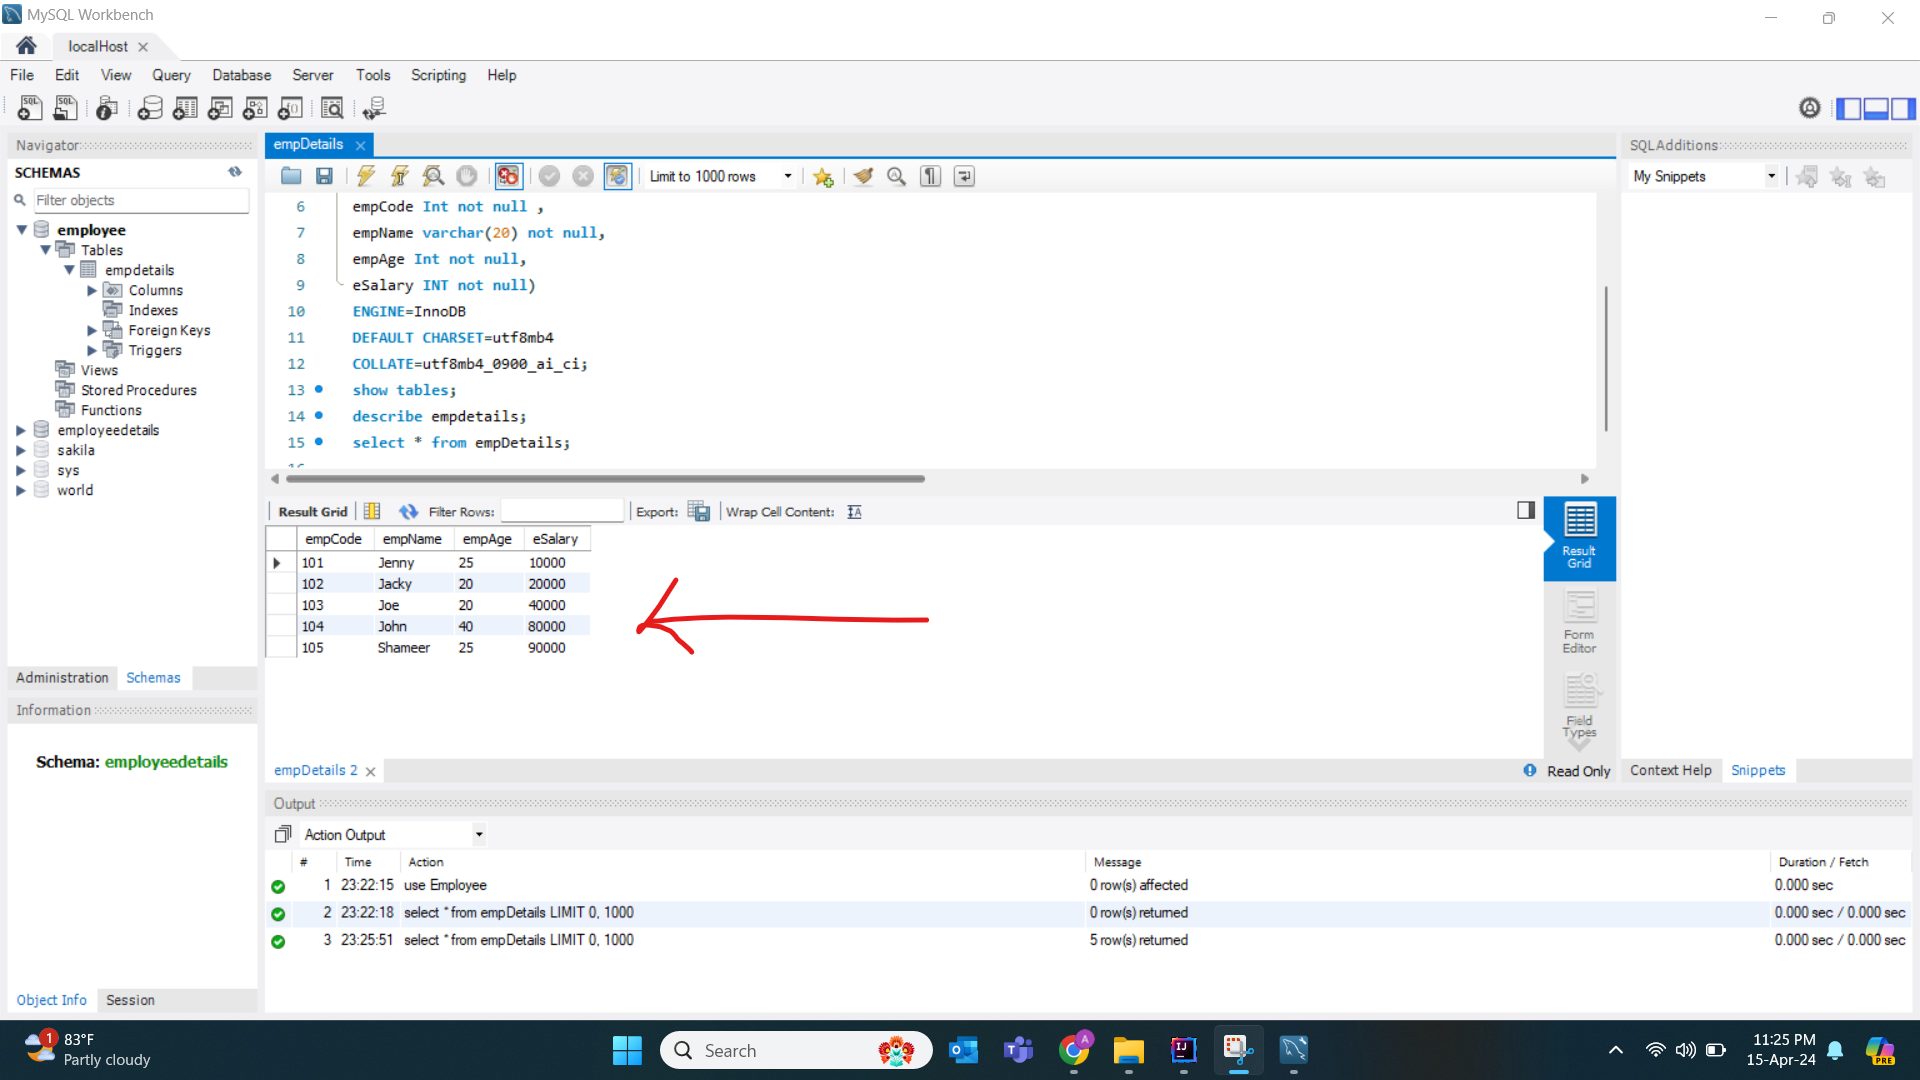 MySQL Workbench
localHost
File Edit View Query Database Server Tools Scripting Help
Navigator
SCHEMAS
Filter objects
employee
Tables
empdetails
Columns
Indexes
Foreign Keys
Triggers
Views
Stored Procedures
Functions
employeedetails
sakila
sys
world
Administration Schemas
Information
Schema: employeedetails
Object Info Session
empDetails
Limit to 1000 rows
6 empCode Int not null ,
7 empName varchar(20) not null,
8 empAge Int not null,
9 eSalary INT not null)
10 ENGINE=InnoDB
11 DEFAULT CHARSET=utf8mb4
12 COLLATE=utf8mb4_0900_ai_ci;
13 show tables;
14 describe empdetails;
15 select * from empDetails;
Result Grid Filter Rows: Export: Wrap Cell Content:
empCode empName empAge eSalary
101 Jenny 25 10000
102 Jacky 20 20000
103 Joe 20 40000
104 John 40 80000
105 Shameer 25 90000
Result
Grid
Form
Editor
Field
Types
empDetails 2
Read Only
SQLAdditions
My Snippets
Context Help Snippets
Output
Action Output
# Time Action Message Duration / Fetch
1 23:22:15 use Employee 0 row(s) affected 0.000 sec
2 23:22:18 select * from empDetails LIMIT 0, 1000 0 row(s) returned 0.000 sec / 0.000 sec
3 23:25:51 select * from empDetails LIMIT 0, 1000 5 row(s) returned 0.000 sec / 0.000 sec
1
83°F
Partly cloudy
Search
11:25 PM
15-Apr-24
PRE